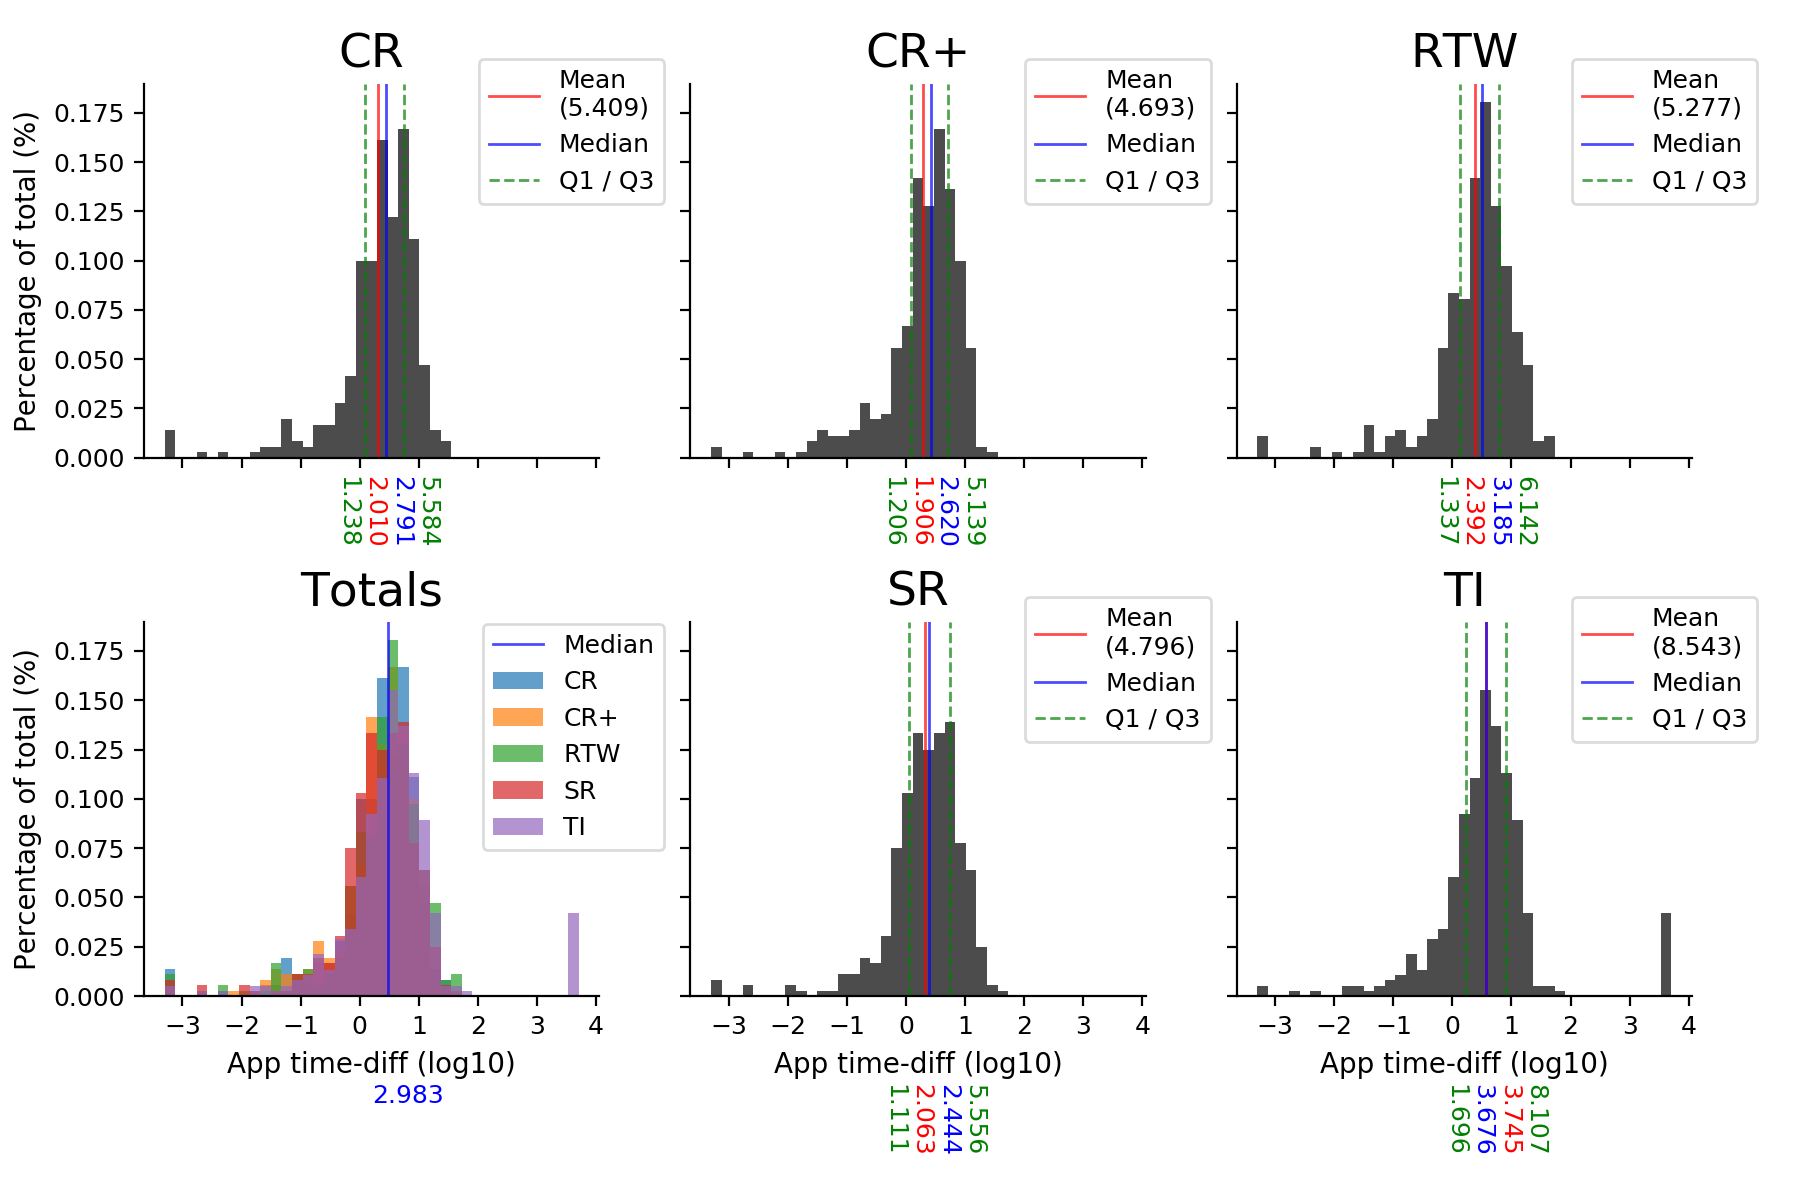 CR
Mean
(5.409)
Median
Q1 / Q3
CR+
Mean
(4.693)
Median
Q1 / Q3
RTW
Mean
(5.277)
Median
Q1 / Q3
Percentage of total (%)
0.175
0.150
0.125
0.100
0.075
0.050
0.025
0.000
1.238
2.010
2.791
5.584
1.206
1.906
2.620
5.139
1.337
2.392
3.185
6.142
Totals
Median
CR
CR+
RTW
SR
TI
SR
Mean
(4.796)
Median
Q1 / Q3
TI
Mean
(8.543)
Median
Q1 / Q3
Percentage of total (%)
0.175
0.150
0.125
0.100
0.075
0.050
0.025
0.000
−3 −2 −1 0 1 2 3 4
−3 −2 −1 0 1 2 3 4
−3 −2 −1 0 1 2 3 4
App time-diff (log10)
App time-diff (log10)
App time-diff (log10)
2.983
1.111
2.063
2.444
5.556
1.696
3.676
3.745
8.107